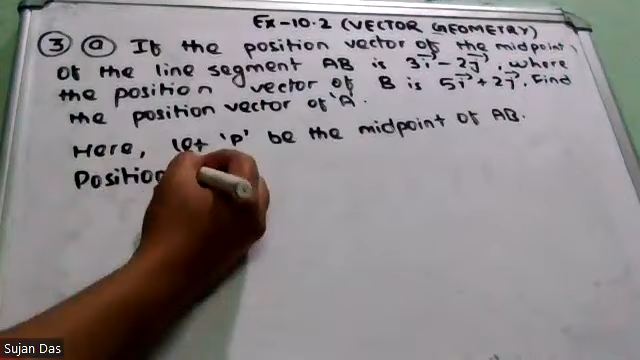 Ex-10.2 (VECTOR GEOMETRY)
③ ⓐ If the position vector of the midpoint
of the line segment AB is 3i⃗ - 2j⃗, where
the position vector of B is 5i⃗ + 2j⃗. Find
the position vector of 'A'.
Here, let 'P' be the midpoint of AB.
Position
Sujan Das